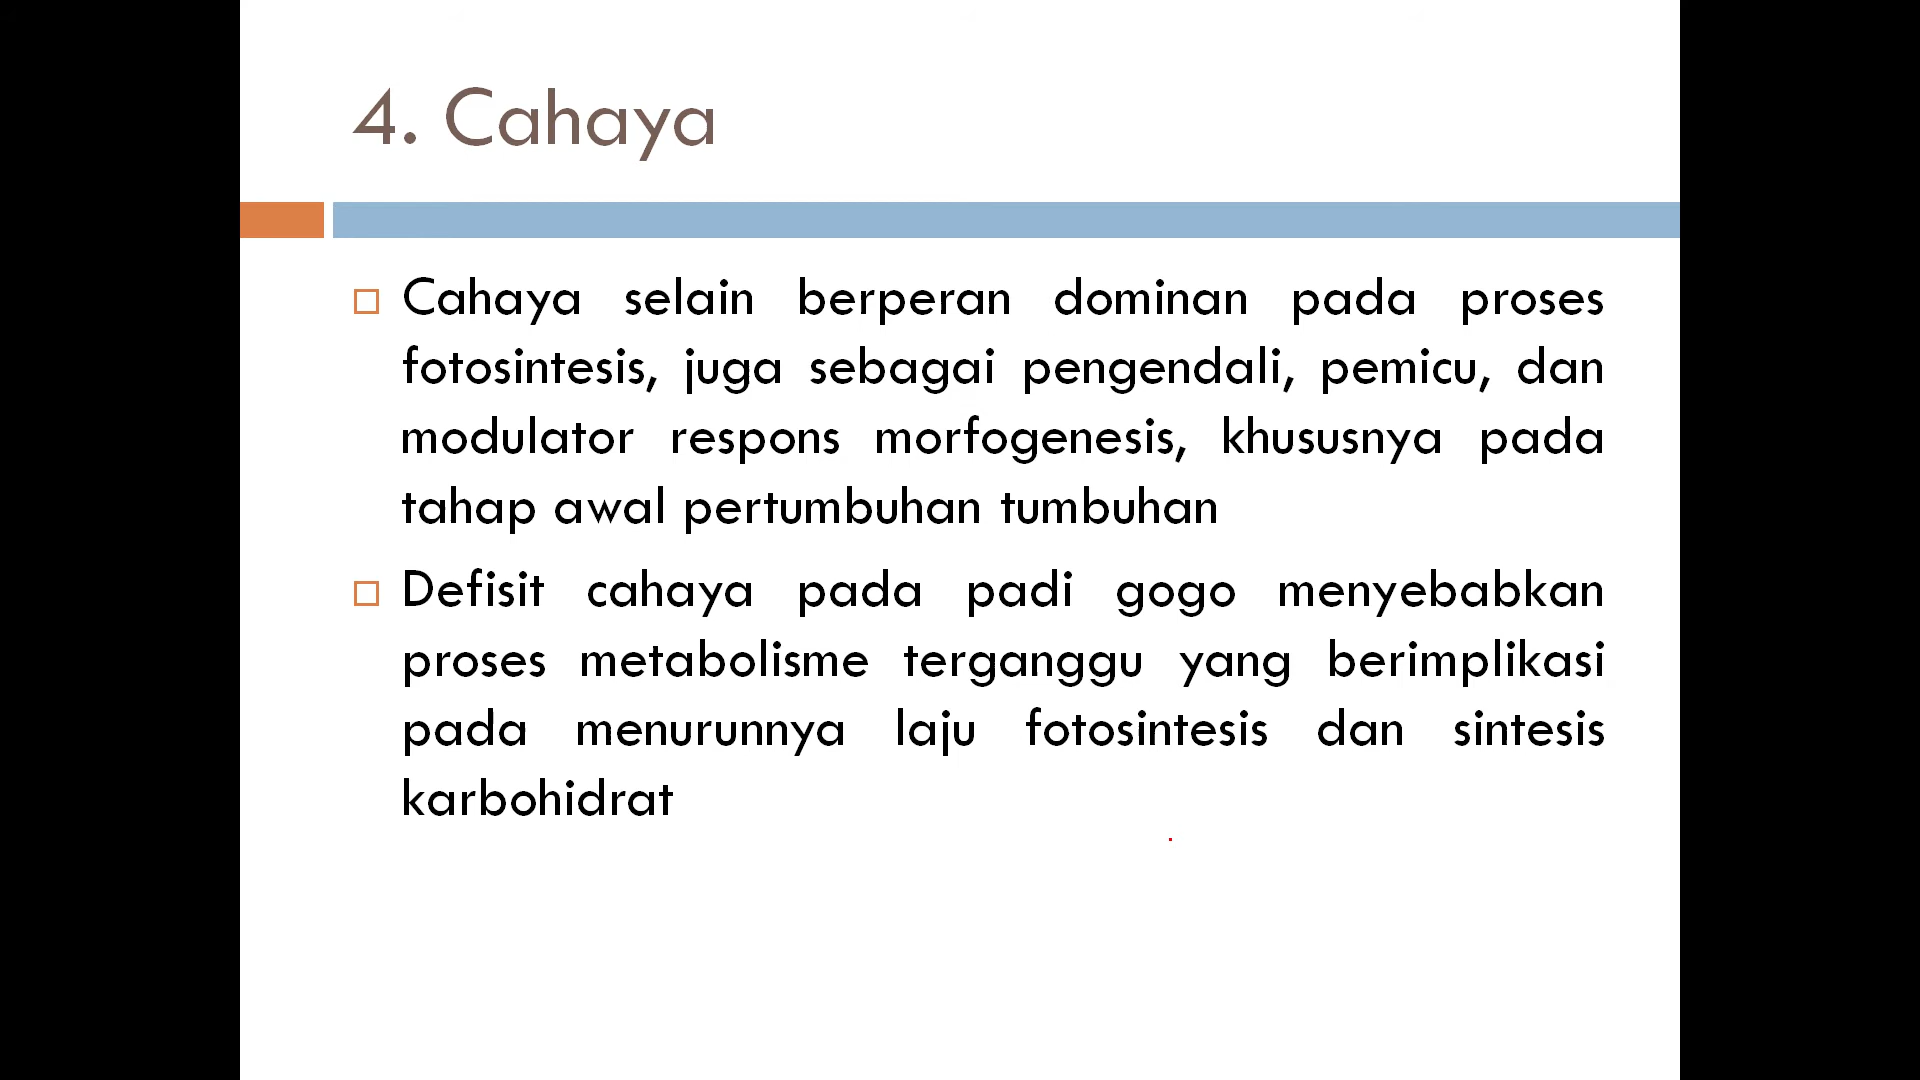 4. Cahaya
Cahaya selain berperan dominan pada proses
fotosintesis, juga sebagai pengendali, pemicu, dan
modulator respons morfogenesis, khususnya pada
tahap awal pertumbuhan tumbuhan
Defisit cahaya pada padi gogo menyebabkan
proses metabolisme terganggu yang berimplikasi
pada menurunnya laju fotosintesis dan sintesis
karbohidrat